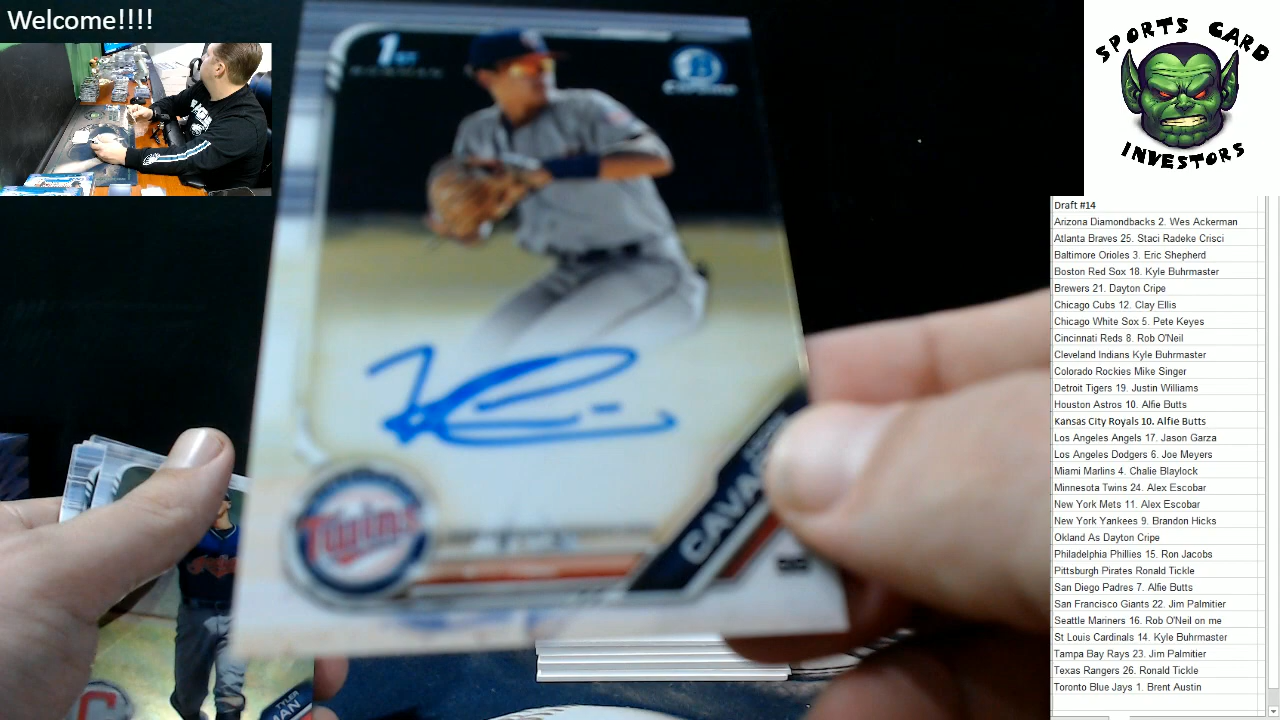 Welcome!!!!
1ST
BOWMAN
CHROME
Twins
CAVA
SPORTS CARD
INVESTORS
Draft #14
Arizona Diamondbacks 2. Wes Ackerman
Atlanta Braves 25. Staci Radeke Crisci
Baltimore Orioles 3. Eric Shepherd
Boston Red Sox 18. Kyle Buhrmaster
Brewers 21. Dayton Cripe
Chicago Cubs 12. Clay Ellis
Chicago White Sox 5. Pete Keyes
Cincinnati Reds 8. Rob O'Neil
Cleveland Indians Kyle Buhrmaster
Colorado Rockies Mike Singer
Detroit Tigers 19. Justin Williams
Houston Astros 10. Alfie Butts
Kansas City Royals 10. Alfie Butts
Los Angeles Angels 17. Jason Garza
Los Angeles Dodgers 6. Joe Meyers
Miami Marlins 4. Chalie Blaylock
Minnesota Twins 24. Alex Escobar
New York Mets 11. Alex Escobar
New York Yankees 9. Brandon Hicks
Okland As Dayton Cripe
Philadelphia Phillies 15. Ron Jacobs
Pittsburgh Pirates Ronald Tickle
San Diego Padres 7. Alfie Butts
San Francisco Giants 22. Jim Palmitier
Seattle Mariners 16. Rob O'Neil on me
St Louis Cardinals 14. Kyle Buhrmaster
Tampa Bay Rays 23. Jim Palmitier
Texas Rangers 26. Ronald Tickle
Toronto Blue Jays 1. Brent Austin